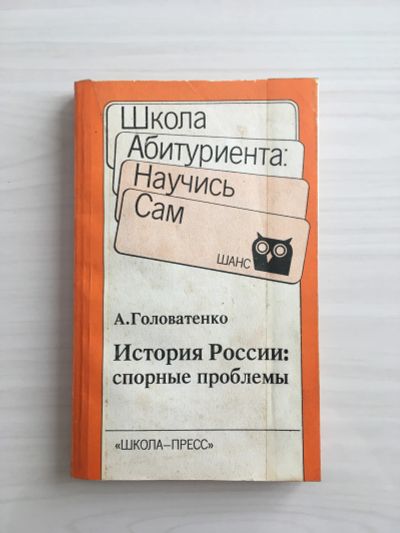 Школа
Абитуриента:
Научись
Сам
ШАНС
А.Головатенко
История России:
спорные проблемы
«ШКОЛА–ПРЕСС»